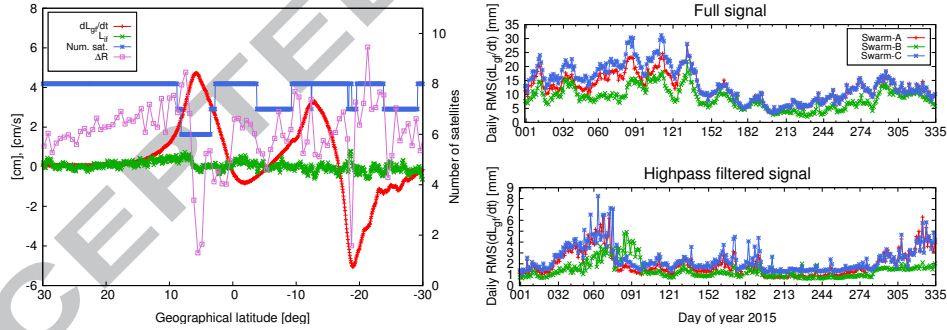 dL_gf/dt
L_if
Num. sat.
ΔR
[cm], [cm/s]
8
6
4
2
0
-2
-4
-6
30
20
10
0
-10
-20
-30
Geographical latitude [deg]
10
8
6
4
2
0
Number of satellites
CEPTE
Full signal
Swarm-A
Swarm-B
Swarm-C
Daily RMS(dL_gf/dt) [mm]
35
30
25
20
15
10
5
0
001 032 060 091 121 152 182 213 244 274 305 335
Highpass filtered signal
Daily RMS(dL_gf/dt) [mm]
9
8
7
6
5
4
3
2
1
0
001 032 060 091 121 152 182 213 244 274 305 335
Day of year 2015